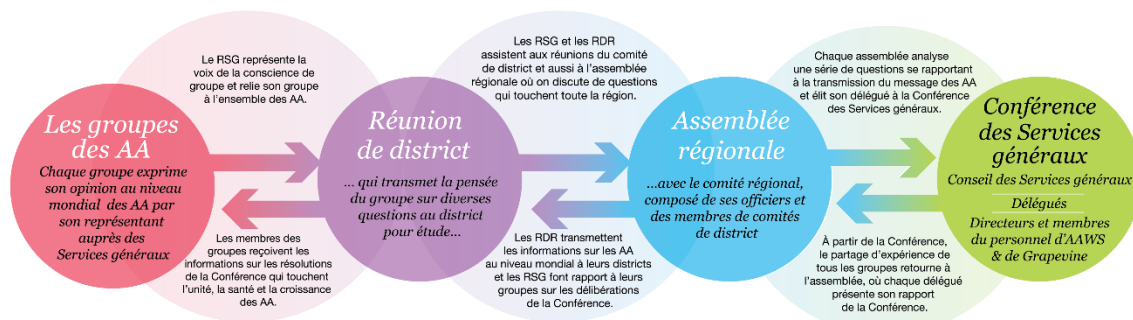 Les groupes
des AA
Chaque groupe exprime
son opinion au niveau
mondial des AA par
son représentant
auprès des
Services généraux
Le RSG représente la
voix de la conscience de
groupe et relie son groupe
à l'ensemble des AA.
Les membres des
groupes reçoivent les
informations sur les résolutions
de la Conférence qui touchent
l'unité, la santé et la croissance
des AA.
Réunion
de district
... qui transmet la pensée
du groupe sur diverses
questions au district
pour étude...
Les RSG et les RDR
assistent aux réunions du comité
de district et aussi à l'assemblée
régionale où on discute de questions
qui touchent toute la région.
Les RDR transmettent
les informations sur les AA
au niveau mondial à leurs districts
et les RSG font rapport à leurs
groupes sur les délibérations
de la Conférence.
Assemblée
régionale
...avec le comité régional,
composé de ses officiers et
des membres de comités
de district
Chaque assemblée analyse
une série de questions se rapportant
à la transmission du message des AA
et élit son délégué à la Conférence
des Services généraux.
À partir de la Conférence,
le partage d'expérience de
tous les groupes retourne à
l'assemblée, où chaque délégué
présente son rapport
de la Conférence.
Conférence
des Services
généraux
Conseil des Services généraux
Délégués
Directeurs et membres
du personnel d'AAWS
& de Grapevine